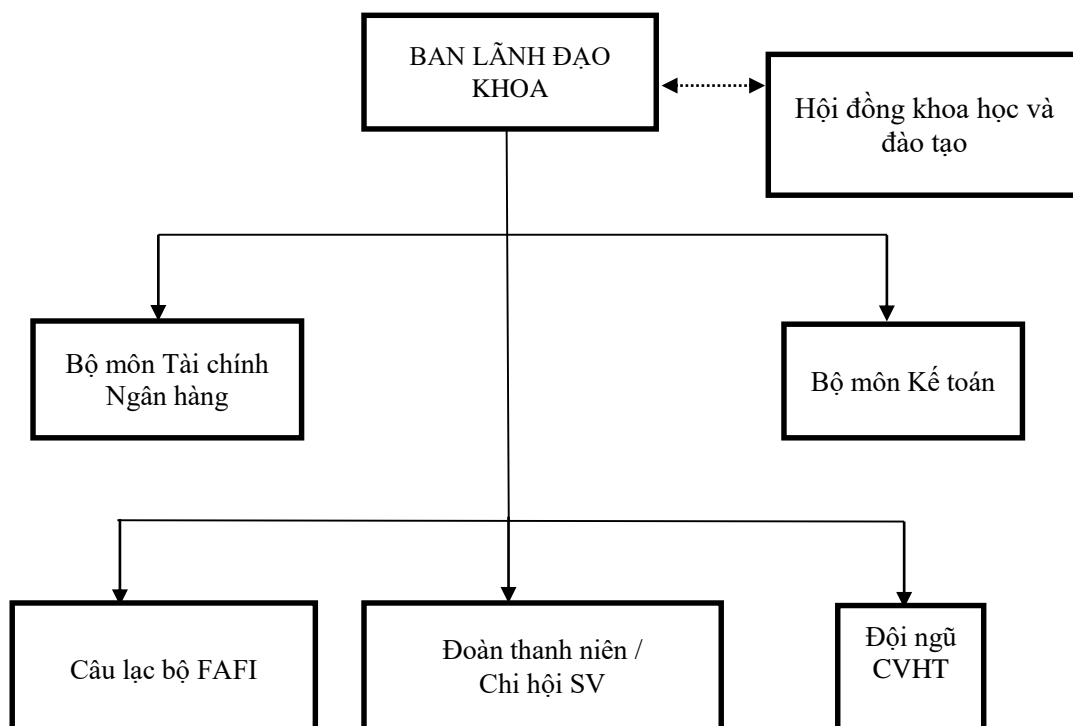 BAN LÃNH ĐẠO
KHOA
Hội đồng khoa học và
đào tạo
Bộ môn Tài chính
Ngân hàng
Bộ môn Kế toán
Câu lạc bộ FAFI
Đoàn thanh niên /
Chi hội SV
Đội ngũ
CVHT